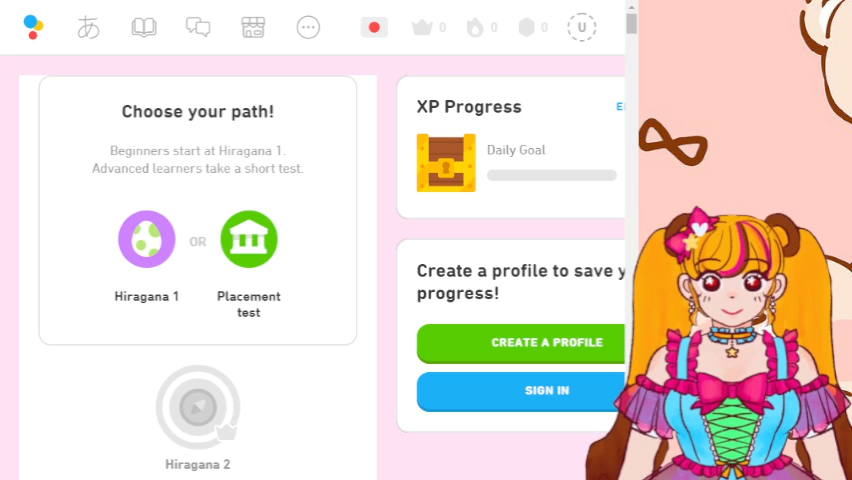 あ
0
0
0
U
Choose your path!
Beginners start at Hiragana 1.
Advanced learners take a short test.
OR
Hiragana 1
Placement
test
Hiragana 2
XP Progress
Daily Goal
Create a profile to save y
progress!
CREATE A PROFILE
SIGN IN